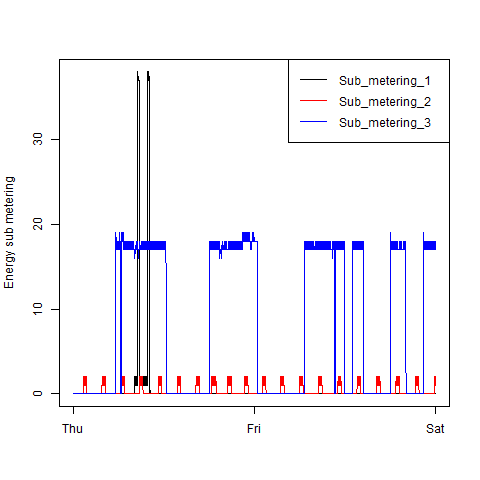 Sub_metering_1
Sub_metering_2
Sub_metering_3
Energy sub metering
30
20
10
0
Thu
Fri
Sat